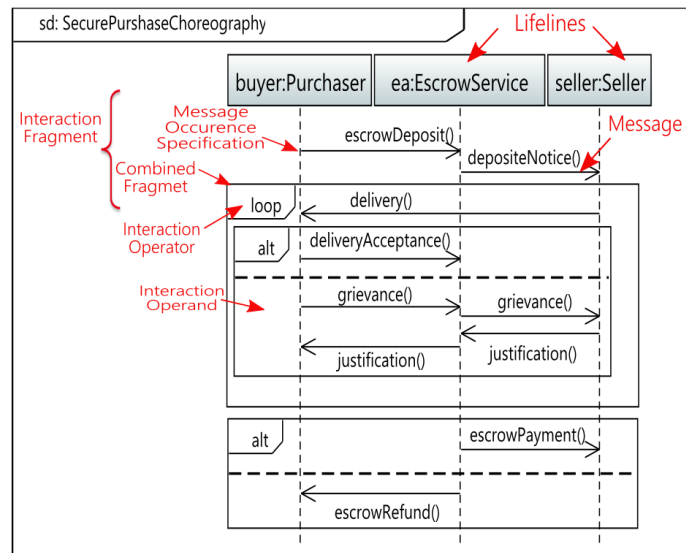 sd: SecurePurshaseChoreography
Lifelines
buyer:Purchaser
ea:EscrowService
seller:Seller
Interaction
Fragment
Message
Occurence
Specification
escrowDeposit()
Message
depositeNotice()
Combined
Fragmet
loop
delivery()
Interaction
Operator
alt
deliveryAcceptance()
Interaction
Operand
grievance()
grievance()
justification()
justification()
alt
escrowPayment()
escrowRefund()